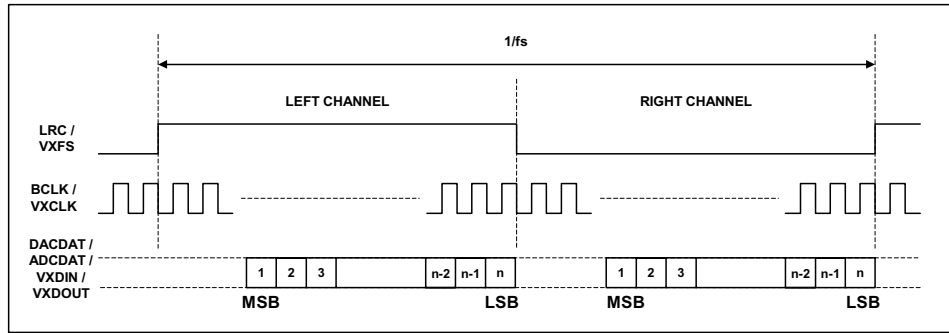 1/fs
LEFT CHANNEL RIGHT CHANNEL
LRC /
VXFS
BCLK /
VXCLK
DACDAT /
ADCDAT /
VXDIN /
VXDOUT
1 2 3 n-2 n-1 n 1 2 3 n-2 n-1 n
MSB LSB MSB LSB